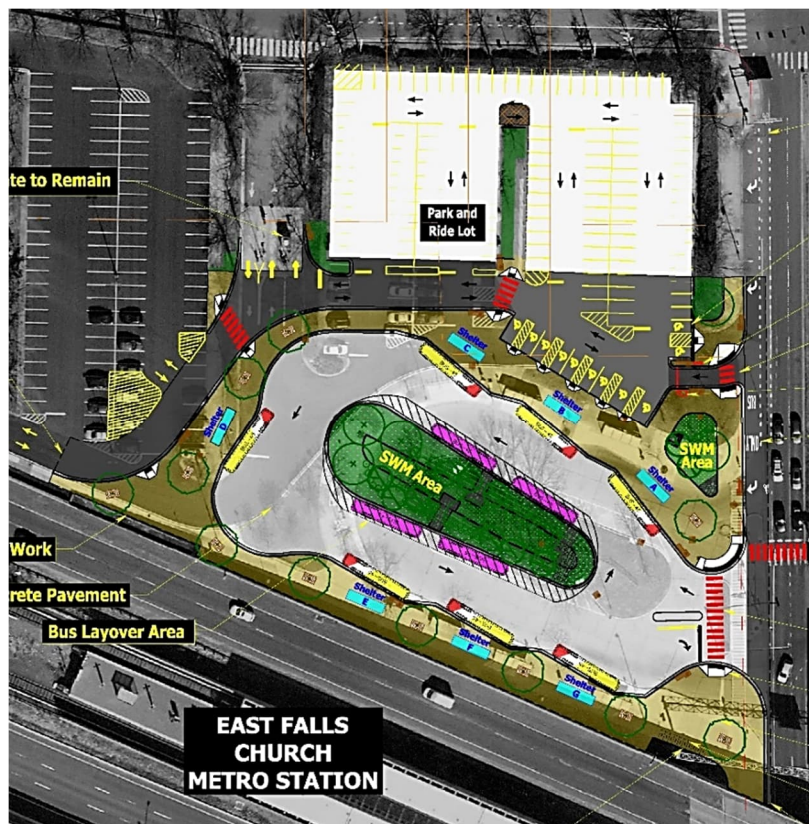 te to Remain
Park and
Ride Lot
Shelter
C
Shelter
B
Shelter
D
SWM Area
SWM
Area
Shelter
A
Work
crete Pavement
Bus Layover Area
Shelter
E
Shelter
F
Shelter
G
EAST FALLS
CHURCH
METRO STATION